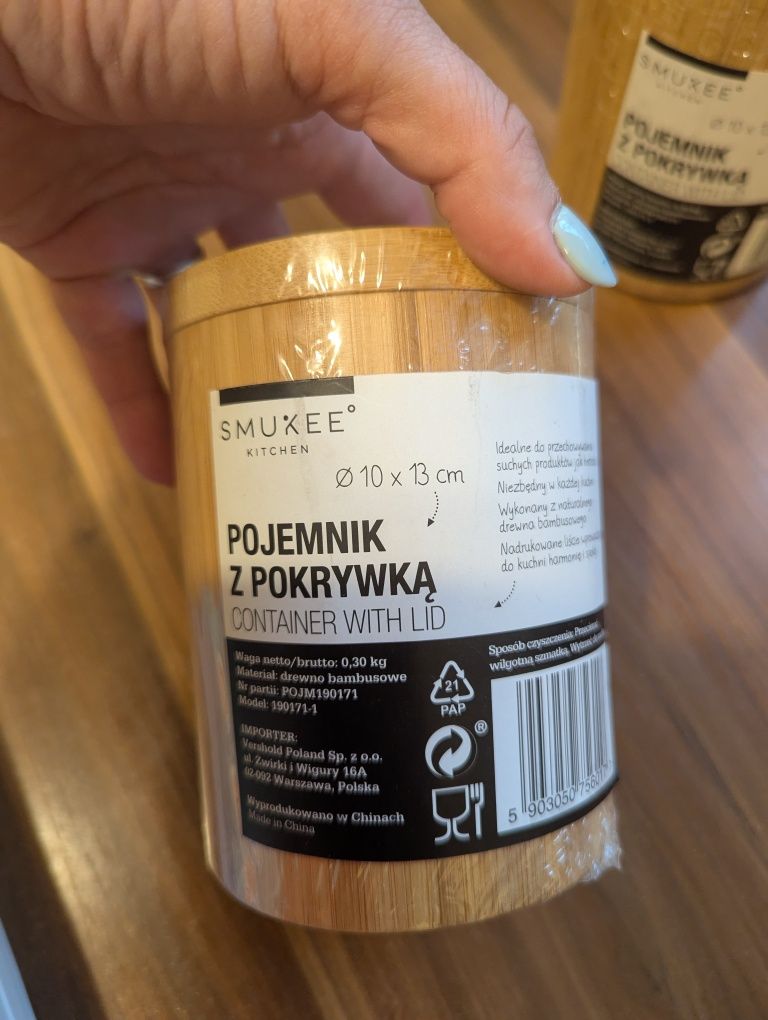 SMUKEE°
KITCHEN
Ø 10 x 13 cm
POJEMNIK
Z POKRYWKĄ
CONTAINER WITH LID
Idealne do przechowywania
suchych produktów jak
Niezbędny w każdej
Wykonany z naturalnego
drewna bambusowego
Nadrukowane liście
do kuchni harmonię i
Waga netto/brutto: 0,30 kg
Materiał: drewno bambusowe
Nr partii: POJM190171
Model: 190171-1
IMPORTER:
Vershold Poland Sp. z o.o.
ul. Żwirki i Wigury 16A
02-092 Warszawa, Polska
Wyprodukowano w Chinach
Made in China
21
PAP
®
Sposób czyszczenia:
wilgotną szmatką.
5 903050
SMUKEE°
KITCHEN
Ø 10 x
POJEMNIK
Z POKRYWKĄ